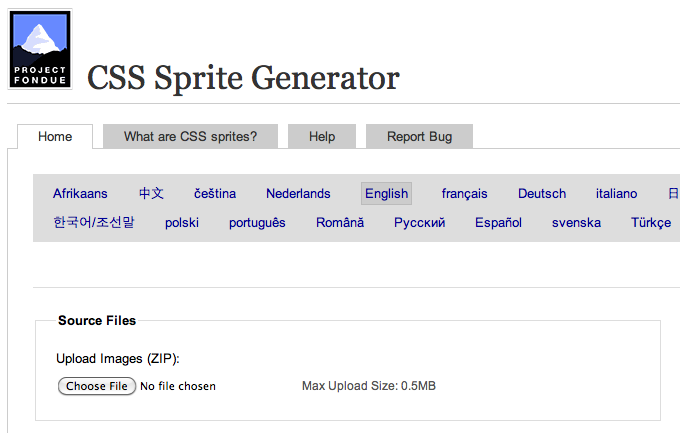 PROJECT
FONDUE
CSS Sprite Generator
Home What are CSS sprites? Help Report Bug
Afrikaans 中文 čeština Nederlands English français Deutsch italiano 日
한국어/조선말 polski português Română Русский Español svenska Türkçe
Source Files
Upload Images (ZIP):
Choose File No file chosen Max Upload Size: 0.5MB